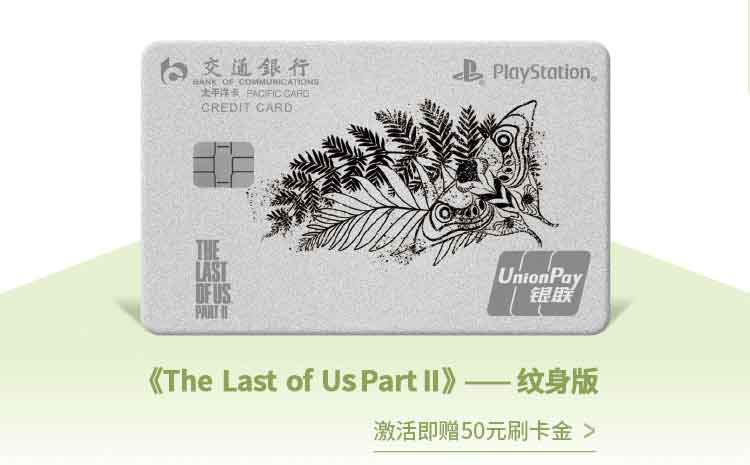 交通銀行
BANK OF COMMUNICATIONS
太平洋卡 PACIFIC CARD
CREDIT CARD
PlayStation®
THE
LAST
OF US
PART II
UnionPay
银联
《The Last of Us Part II》—— 纹身版
激活即赠50元刷卡金 >